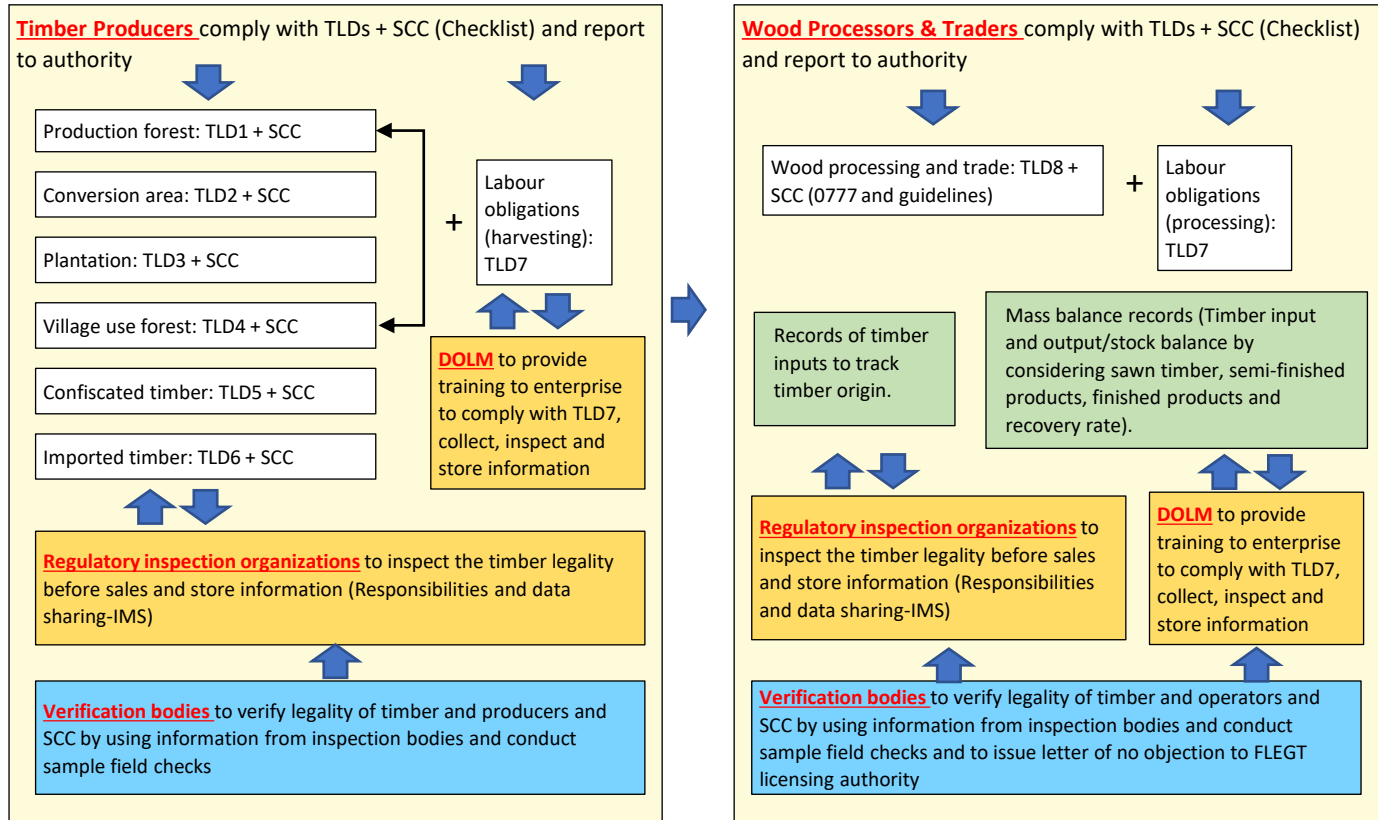 Timber Producers comply with TLDs + SCC (Checklist) and report
to authority
Production forest: TLD1 + SCC
Conversion area: TLD2 + SCC
Plantation: TLD3 + SCC
Village use forest: TLD4 + SCC
Confiscated timber: TLD5 + SCC
Imported timber: TLD6 + SCC
+
Labour
obligations
(harvesting):
TLD7
DOLM to provide
training to enterprise
to comply with TLD7,
collect, inspect and
store information
Regulatory inspection organizations to inspect the timber legality
before sales and store information (Responsibilities and data
sharing-IMS)
Verification bodies to verify legality of timber and producers and
SCC by using information from inspection bodies and conduct
sample field checks
Wood Processors & Traders comply with TLDs + SCC (Checklist)
and report to authority
Wood processing and trade: TLD8 +
SCC (0777 and guidelines)
+
Labour
obligations
(processing):
TLD7
Records of timber
inputs to track
timber origin.
Mass balance records (Timber input
and output/stock balance by
considering sawn timber, semi-finished
products, finished products and
recovery rate).
Regulatory inspection organizations to
inspect the timber legality before sales
and store information (Responsibilities
and data sharing-IMS)
DOLM to provide
training to enterprise
to comply with TLD7,
collect, inspect and
store information
Verification bodies to verify legality of timber and operators and
SCC by using information from inspection bodies and conduct
sample field checks and to issue letter of no objection to FLEGT
licensing authority